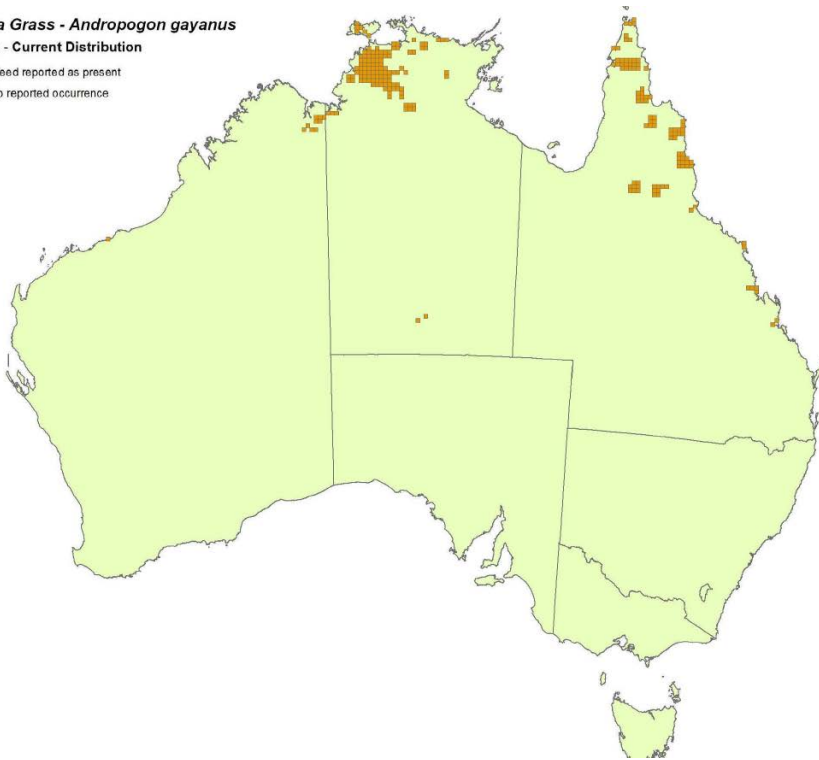 a Grass - Andropogon gayanus
- Current Distribution
eed reported as present
o reported occurrence